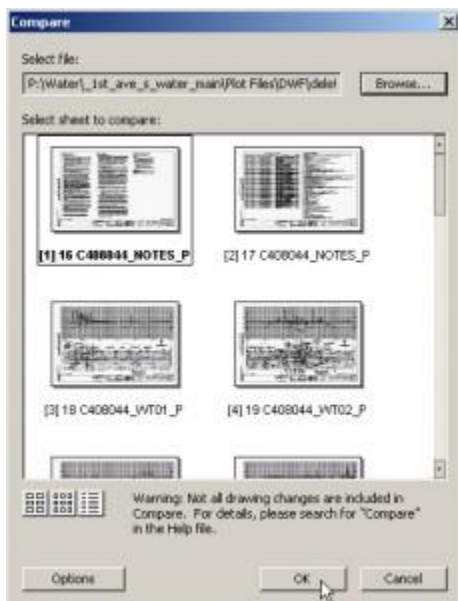 Compare
Select file:
P:\Water\_1st_ave_s_water_main\Plot Files\DWF\delet
Browse...
Select sheet to compare:
[1] 16 C408044_NOTES_P
[2] 17 C408044_NOTES_P
[3] 18 C408044_WT01_P
[4] 19 C408044_WT02_P
Warning: Not all drawing changes are included in
Compare. For details, please search for "Compare"
in the Help file.
Options
OK
Cancel